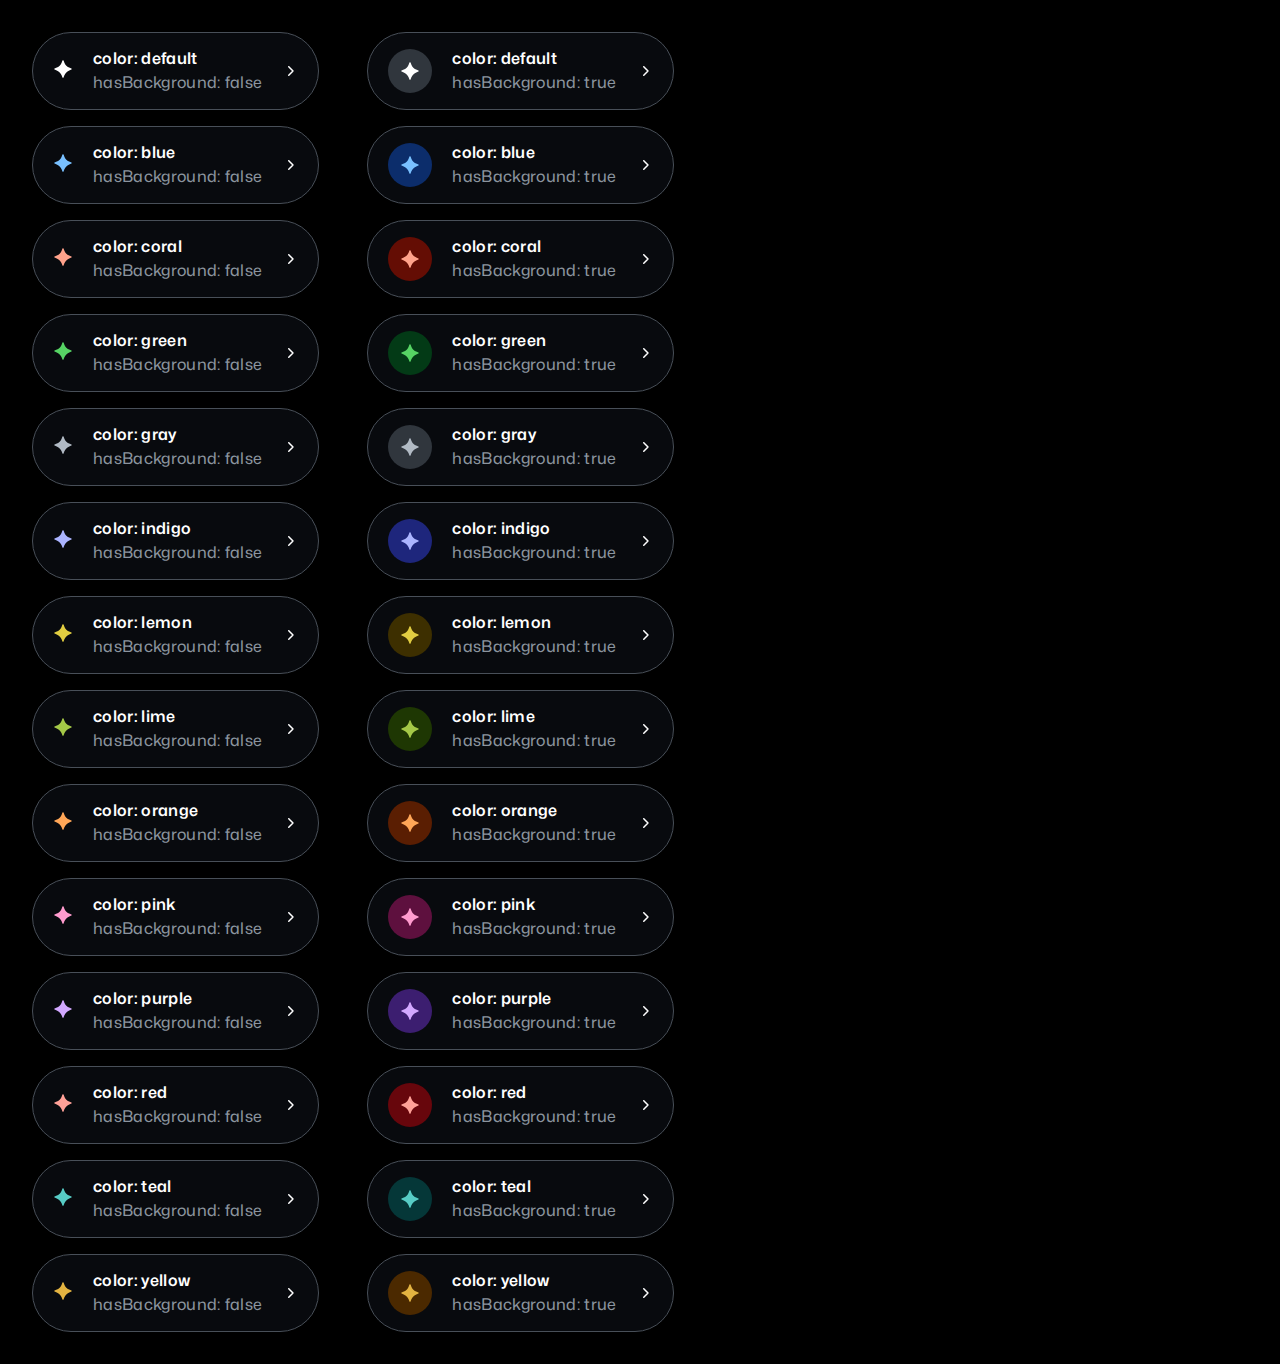 color: default
hasBackground: false
color: default
hasBackground: true
color: blue
hasBackground: false
color: blue
hasBackground: true
color: coral
hasBackground: false
color: coral
hasBackground: true
color: green
hasBackground: false
color: green
hasBackground: true
color: gray
hasBackground: false
color: gray
hasBackground: true
color: indigo
hasBackground: false
color: indigo
hasBackground: true
color: lemon
hasBackground: false
color: lemon
hasBackground: true
color: lime
hasBackground: false
color: lime
hasBackground: true
color: orange
hasBackground: false
color: orange
hasBackground: true
color: pink
hasBackground: false
color: pink
hasBackground: true
color: purple
hasBackground: false
color: purple
hasBackground: true
color: red
hasBackground: false
color: red
hasBackground: true
color: teal
hasBackground: false
color: teal
hasBackground: true
color: yellow
hasBackground: false
color: yellow
hasBackground: true